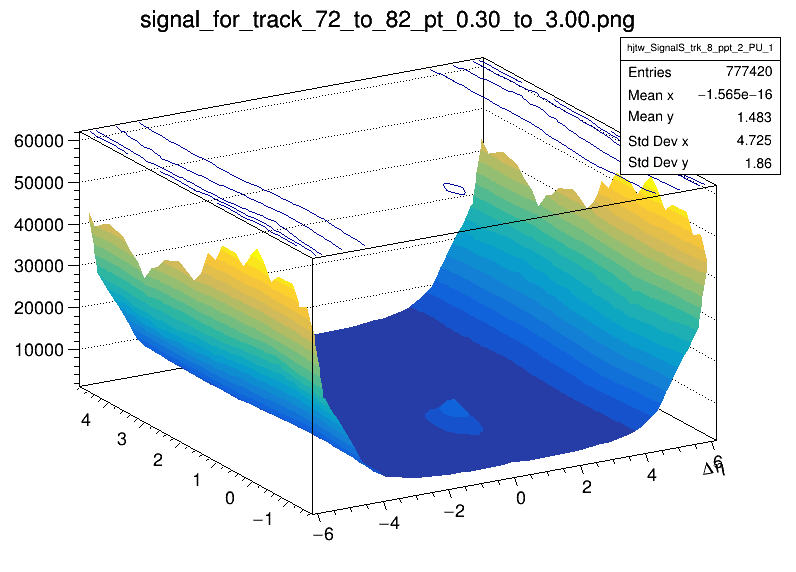 signal_for_track_72_to_82_pt_0.30_to_3.00.png
hjtw_SignalS_trk_8_ppt_2_PU_1
Entries 777420
Mean x −1.565e−16
Mean y 1.483
Std Dev x 4.725
Std Dev y 1.86
60000
50000
40000
30000
20000
10000
4
3
2
1
0
−1
−6
−4
−2
0
2
4
6
Δη